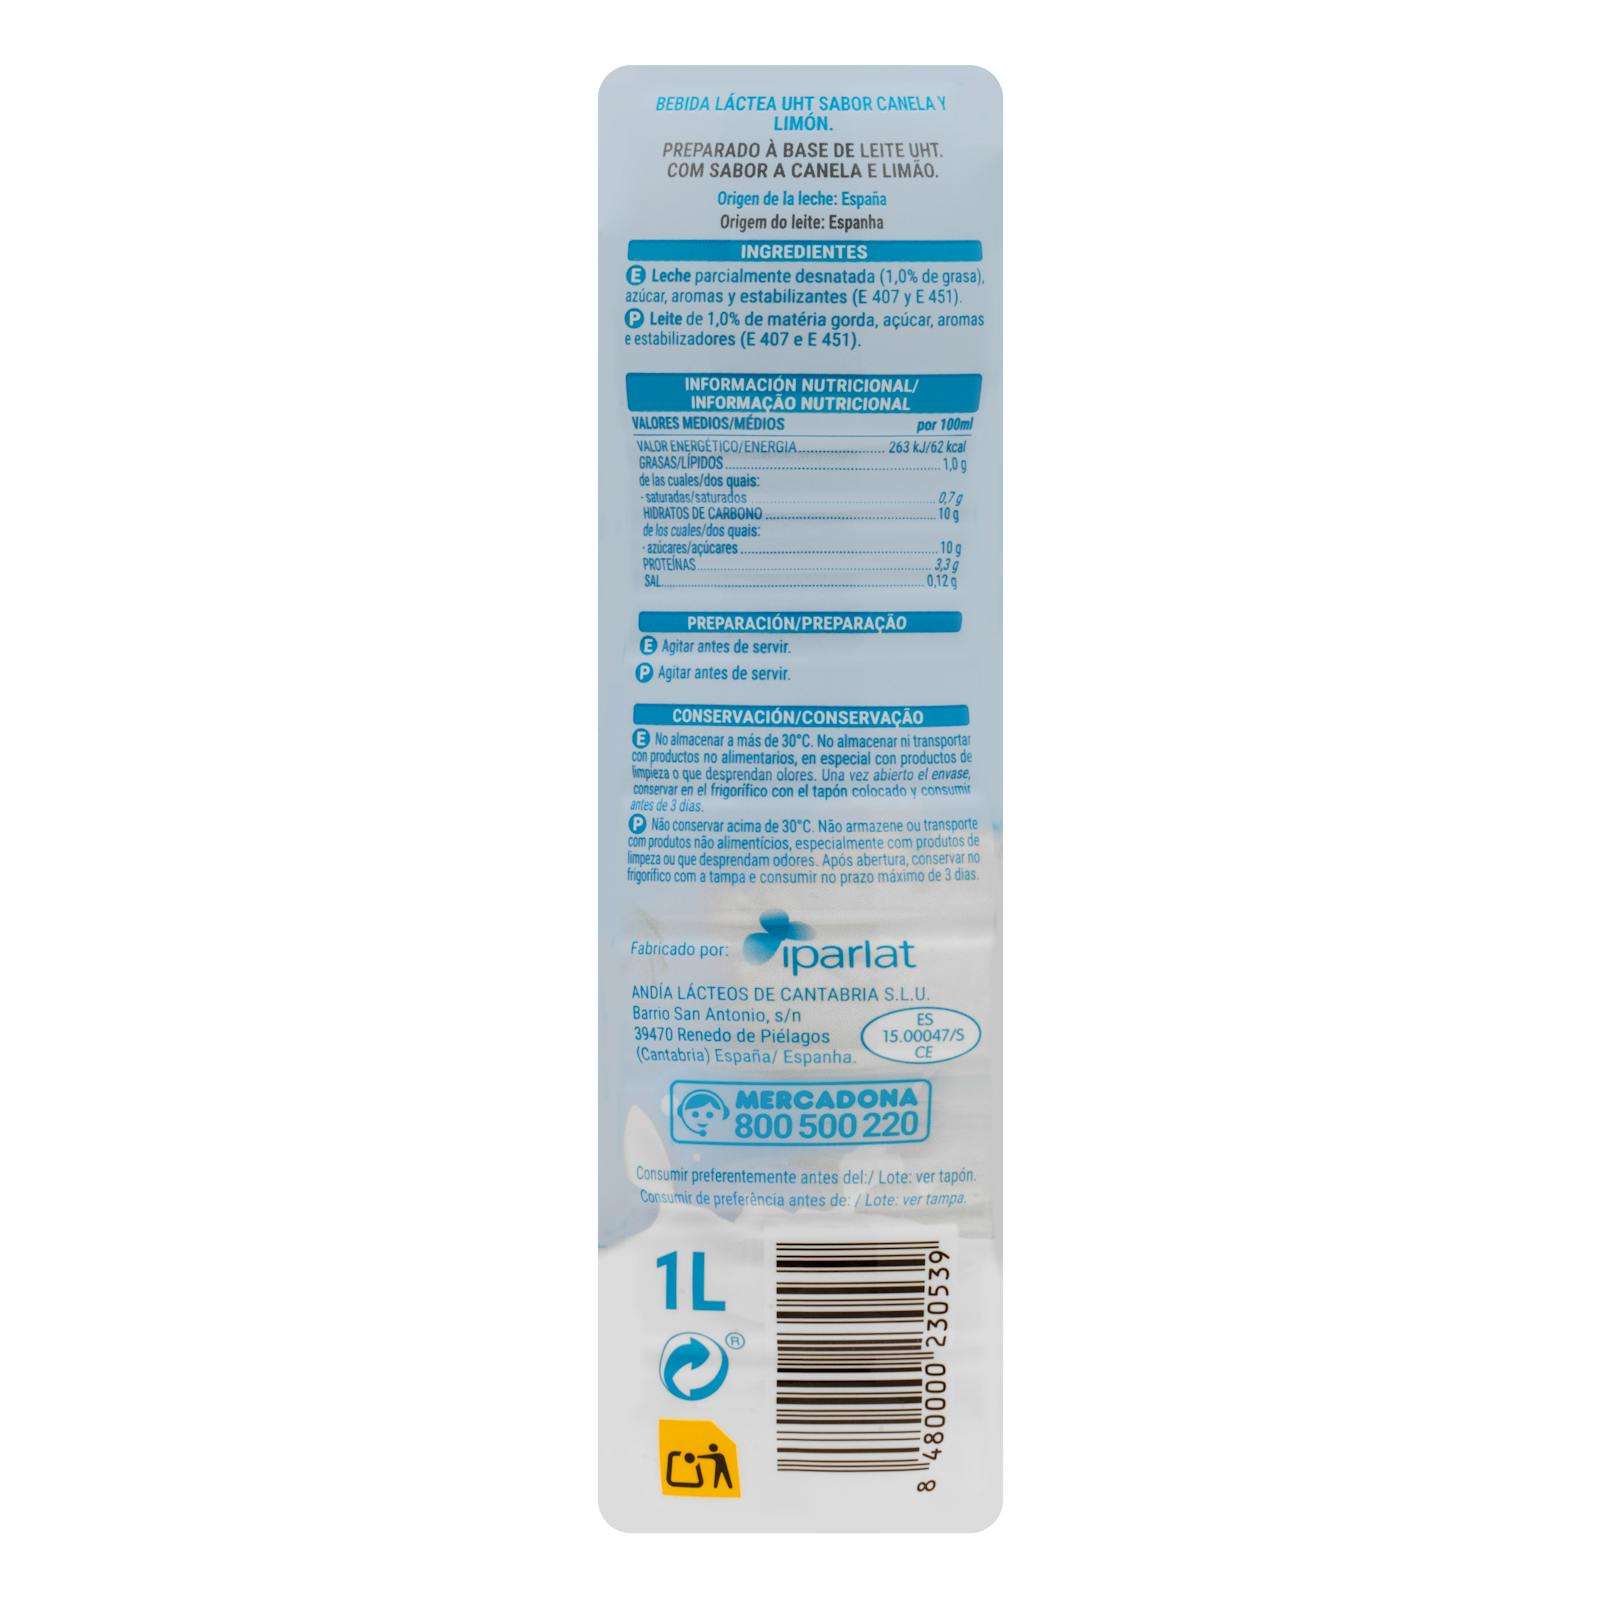 BEBIDA LÁCTEA UHT SABOR CANELA Y
LIMÓN.
PREPARADO À BASE DE LEITE UHT.
COM SABOR A CANELA E LIMÃO.
Origen de la leche: España
Origem do leite: Espanha
INGREDIENTES
E Leche parcialmente desnatada (1,0% de grasa),
azúcar, aromas y estabilizantes (E 407 y E 451).
P Leite de 1,0% de matéria gorda, açúcar, aromas
e estabilizadores (E 407 e E 451).
INFORMACIÓN NUTRICIONAL/
INFORMAÇÃO NUTRICIONAL
VALORES MEDIOS/MÉDIOS por 100ml
VALOR ENERGÉTICO/ENERGIA 263 kJ/62 kcal
GRASAS/LÍPIDOS 1,0 g
de las cuales/dos quais:
- saturadas/saturados 0,7 g
HIDRATOS DE CARBONO 10 g
de los cuales/dos quais:
- azúcares/açúcares 10 g
PROTEÍNAS 3,3 g
SAL 0,12 g
PREPARACIÓN/PREPARAÇÃO
E Agitar antes de servir.
P Agitar antes de servir.
CONSERVACIÓN/CONSERVAÇÃO
E No almacenar a más de 30°C. No almacenar ni transportar
con productos no alimentarios, en especial con productos de
limpieza o que desprendan olores. Una vez abierto el envase,
conservar en el frigorífico con el tapón colocado y consumir
antes de 3 días.
P Não conservar acima de 30°C. Não armazene ou transporte
com produtos não alimentícios, especialmente com produtos de
limpeza ou que desprendam odores. Após abertura, conservar no
frigorífico com a tampa e consumir no prazo máximo de 3 dias.
Fabricado por: iparlat
ANDÍA LÁCTEOS DE CANTABRIA S.L.U.
Barrio San Antonio, s/n
39470 Renedo de Piélagos
(Cantabria) España/ Espanha.
ES
15.00047/S
CE
MERCADONA
800 500 220
Consumir preferentemente antes del:/ Lote: ver tapón.
Consumir de preferência antes de: / Lote: ver tampa.
1L
®
8 480000 230539